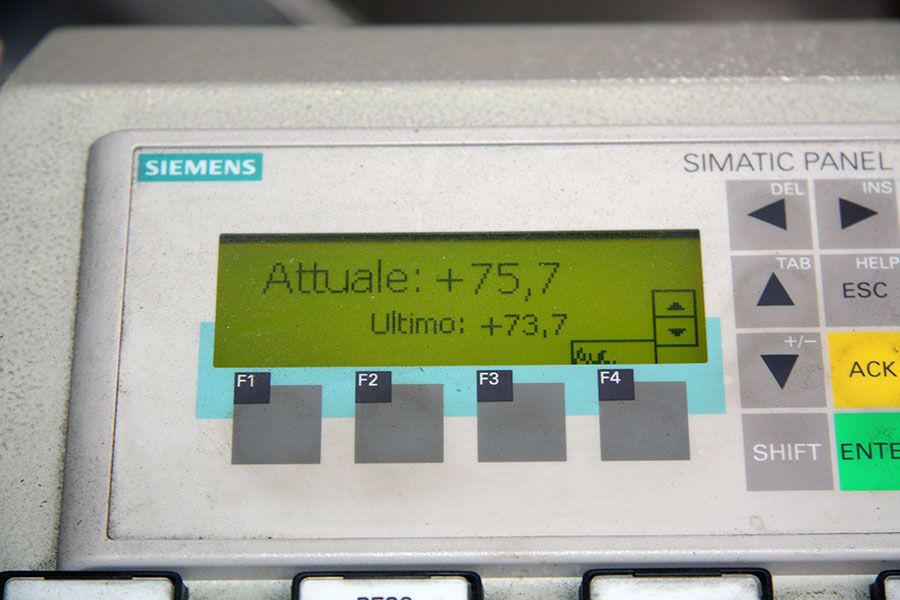 SIEMENS
SIMATIC PANEL
DEL
INS
Attuale: +75,7
Ultimo: +73,7
TAB
HELP
ESC
+/-
ACK
F1
F2
F3
F4
SHIFT
ENTE